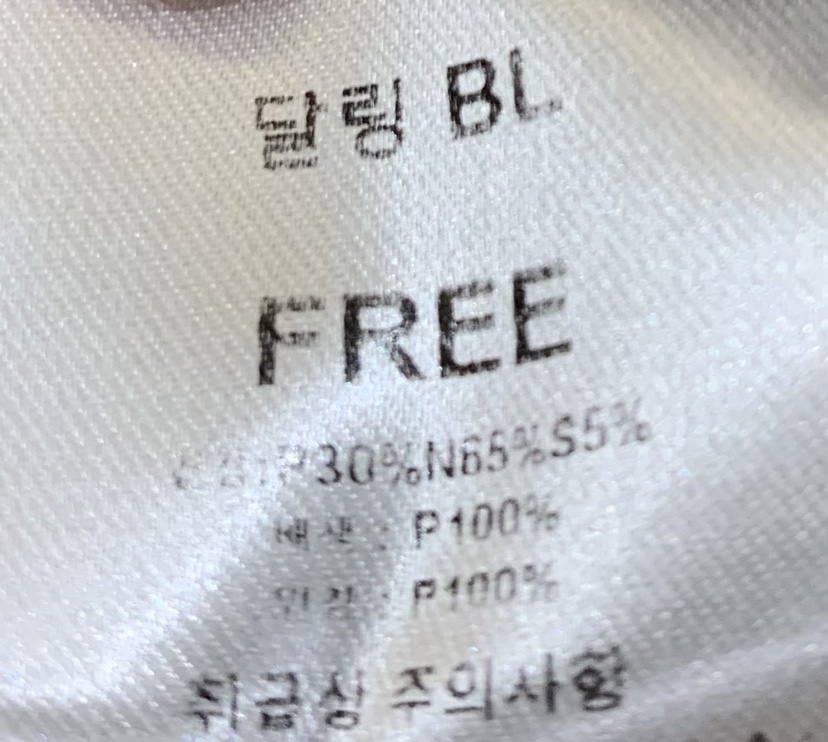 달링 BL
FREE
P30%N65%S5%
배색 : P100%
안감 : P100%
취급상 주의사항